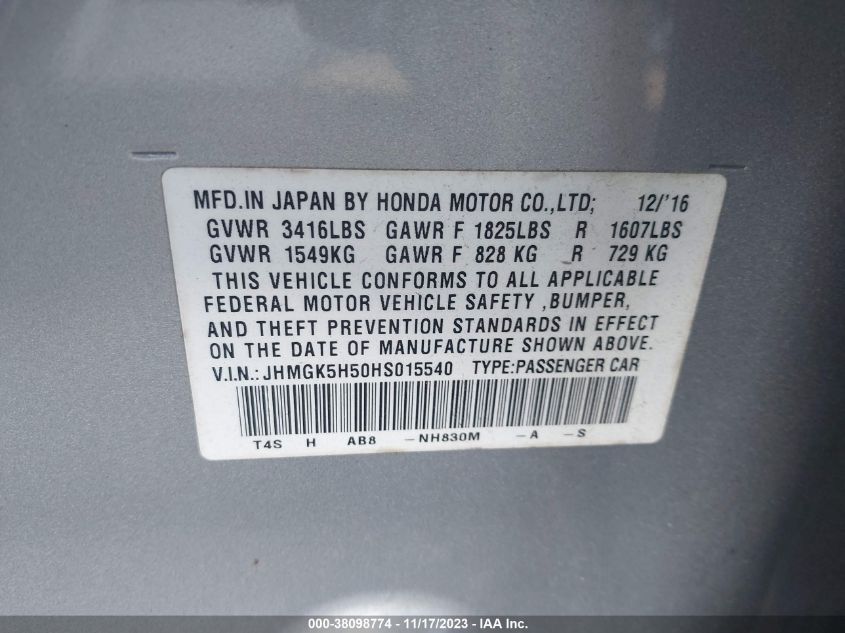 MFD.IN JAPAN BY HONDA MOTOR CO.,LTD; 12/'16
GVWR 3416LBS GAWR F 1825LBS R 1607LBS
GVWR 1549KG GAWR F 828 KG R 729 KG
THIS VEHICLE CONFORMS TO ALL APPLICABLE
FEDERAL MOTOR VEHICLE SAFETY ,BUMPER,
AND THEFT PREVENTION STANDARDS IN EFFECT
ON THE DATE OF MANUFACTURE SHOWN ABOVE.
V.I.N.: JHMGK5H50HS015540 TYPE:PASSENGER CAR
T4S H AB8 -NH830M -A -S
000-38098774 - 11/17/2023 - IAA Inc.